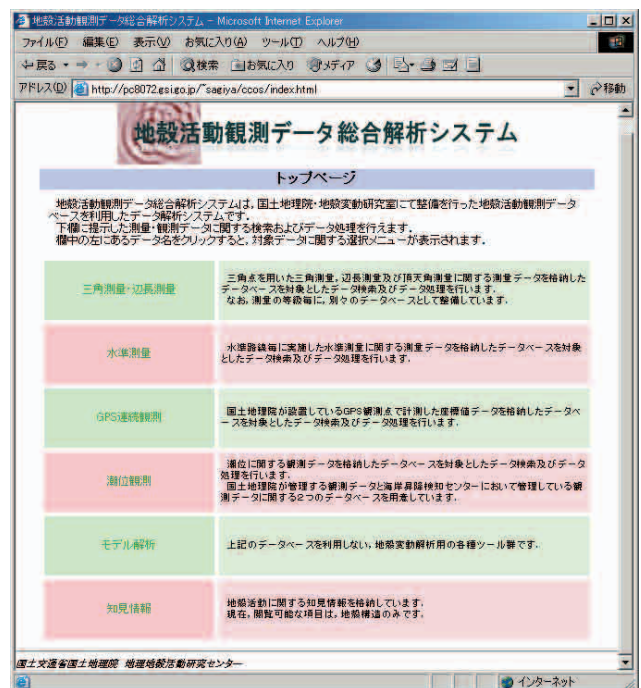 地殻活動観測データ総合解析システム - Microsoft Internet Explorer
ファイル(F) 編集(E) 表示(V) お気に入り(A) ツール(T) ヘルプ(H)
戻る 検索 お気に入り メディア
アドレス(D) http://pc8072.gsi.go.jp/~sagiya/ccos/index.html 移動
地殻活動観測データ総合解析システム
トップページ
地殻活動観測データ総合解析システムは，国土地理院・地殻変動研究室にて整備を行った地殻活動観測データ
ベースを利用したデータ解析システムです．
下欄に提示した測量・観測データに関する検索およびデータ処理を行えます．
欄中の左にあるデータ名をクリックすると，対象データに関する選択メニューが表示されます．
三角測量・辺長測量
三角点を用いた三角測量，辺長測量及び頂天角測量に関する測量データを格納した
データベースを対象としたデータ検索及びデータ処理を行います．
なお，測量の等級毎に，別々のデータベースとして整備しています．
水準測量
水準路線毎に実施した水準測量に関する測量データを格納したデータベースを対象
としたデータ検索及びデータ処理を行います．
GPS連続観測
国土地理院が設置しているGPS観測点で計測した座標値データを格納したデータベ
ースを対象としたデータ検索及びデータ処理を行います．
潮位観測
潮位に関する観測データを格納したデータベースを対象としたデータ検索及びデータ
処理を行います．
国土地理院が管理する観測データと海岸昇降検知センターにおいて管理している観
測データに関する2つのデータベースを用意しています．
モデル解析
上記のデータベースを利用しない，地殻変動解析用の各種ツール群です．
知見情報
地殻活動に関する知見情報を格納しています．
現在，閲覧可能な項目は，地殻構造のみです．
国土交通省国土地理院 地理地殻活動研究センター
インターネット